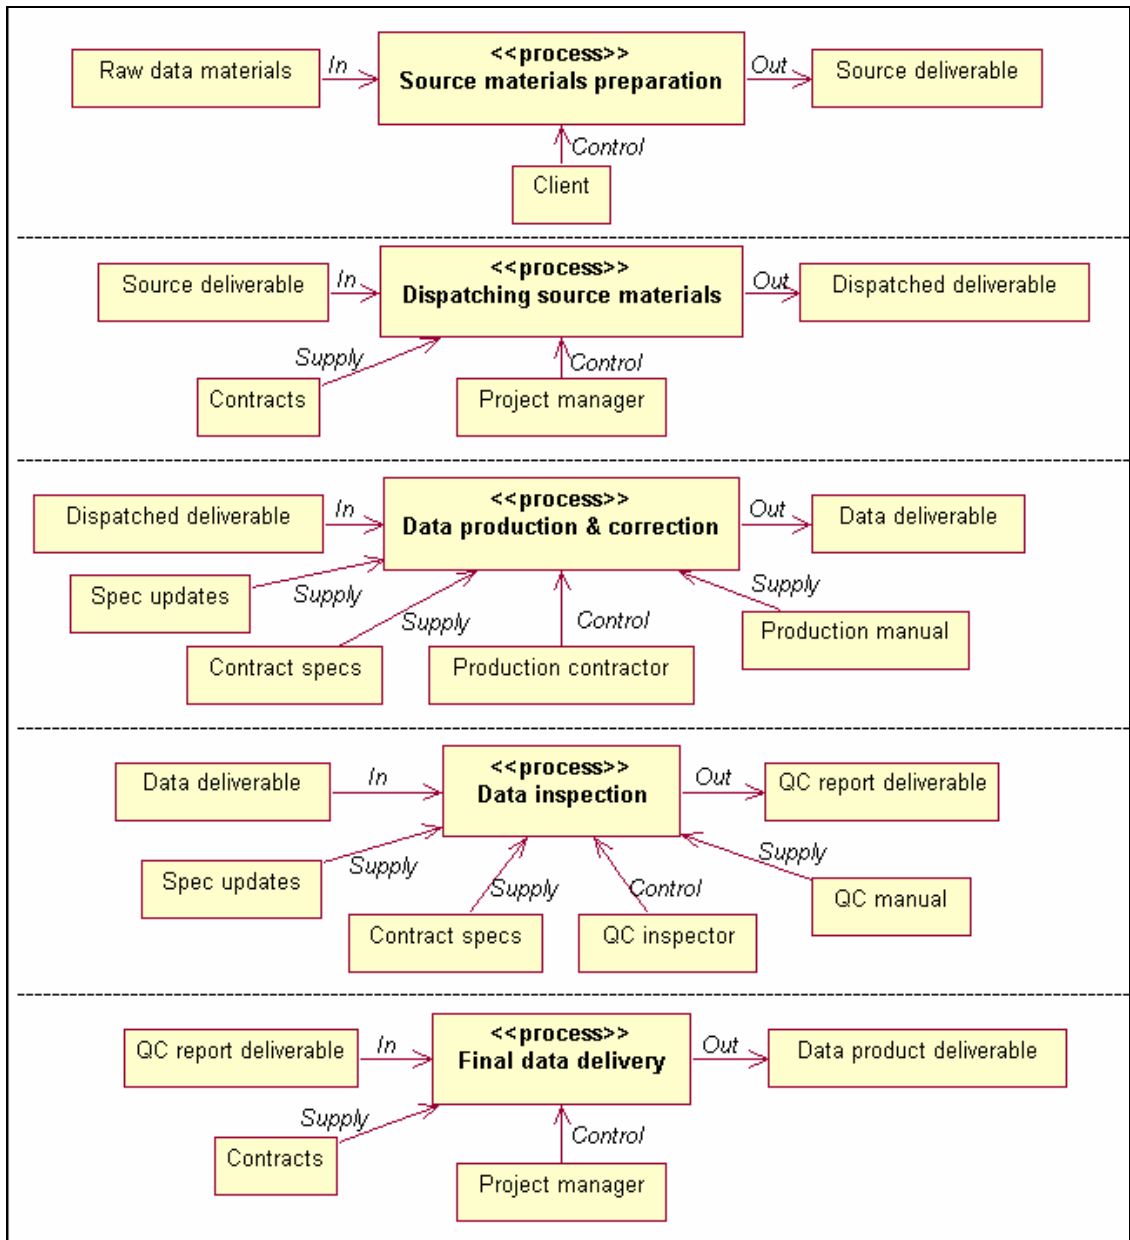 <<process>>
Raw data materials
In
Source materials preparation
Out
Source deliverable
Control
Client
<<process>>
Source deliverable
In
Dispatching source materials
Out
Dispatched deliverable
Supply
Control
Contracts
Project manager
<<process>>
Dispatched deliverable
In
Data production & correction
Out
Data deliverable
Spec updates
Supply
Supply
Control
Supply
Production manual
Contract specs
Production contractor
<<process>>
Data deliverable
In
Data inspection
Out
QC report deliverable
Spec updates
Supply
Supply
Control
Supply
QC manual
Contract specs
QC inspector
<<process>>
QC report deliverable
In
Final data delivery
Out
Data product deliverable
Supply
Control
Contracts
Project manager